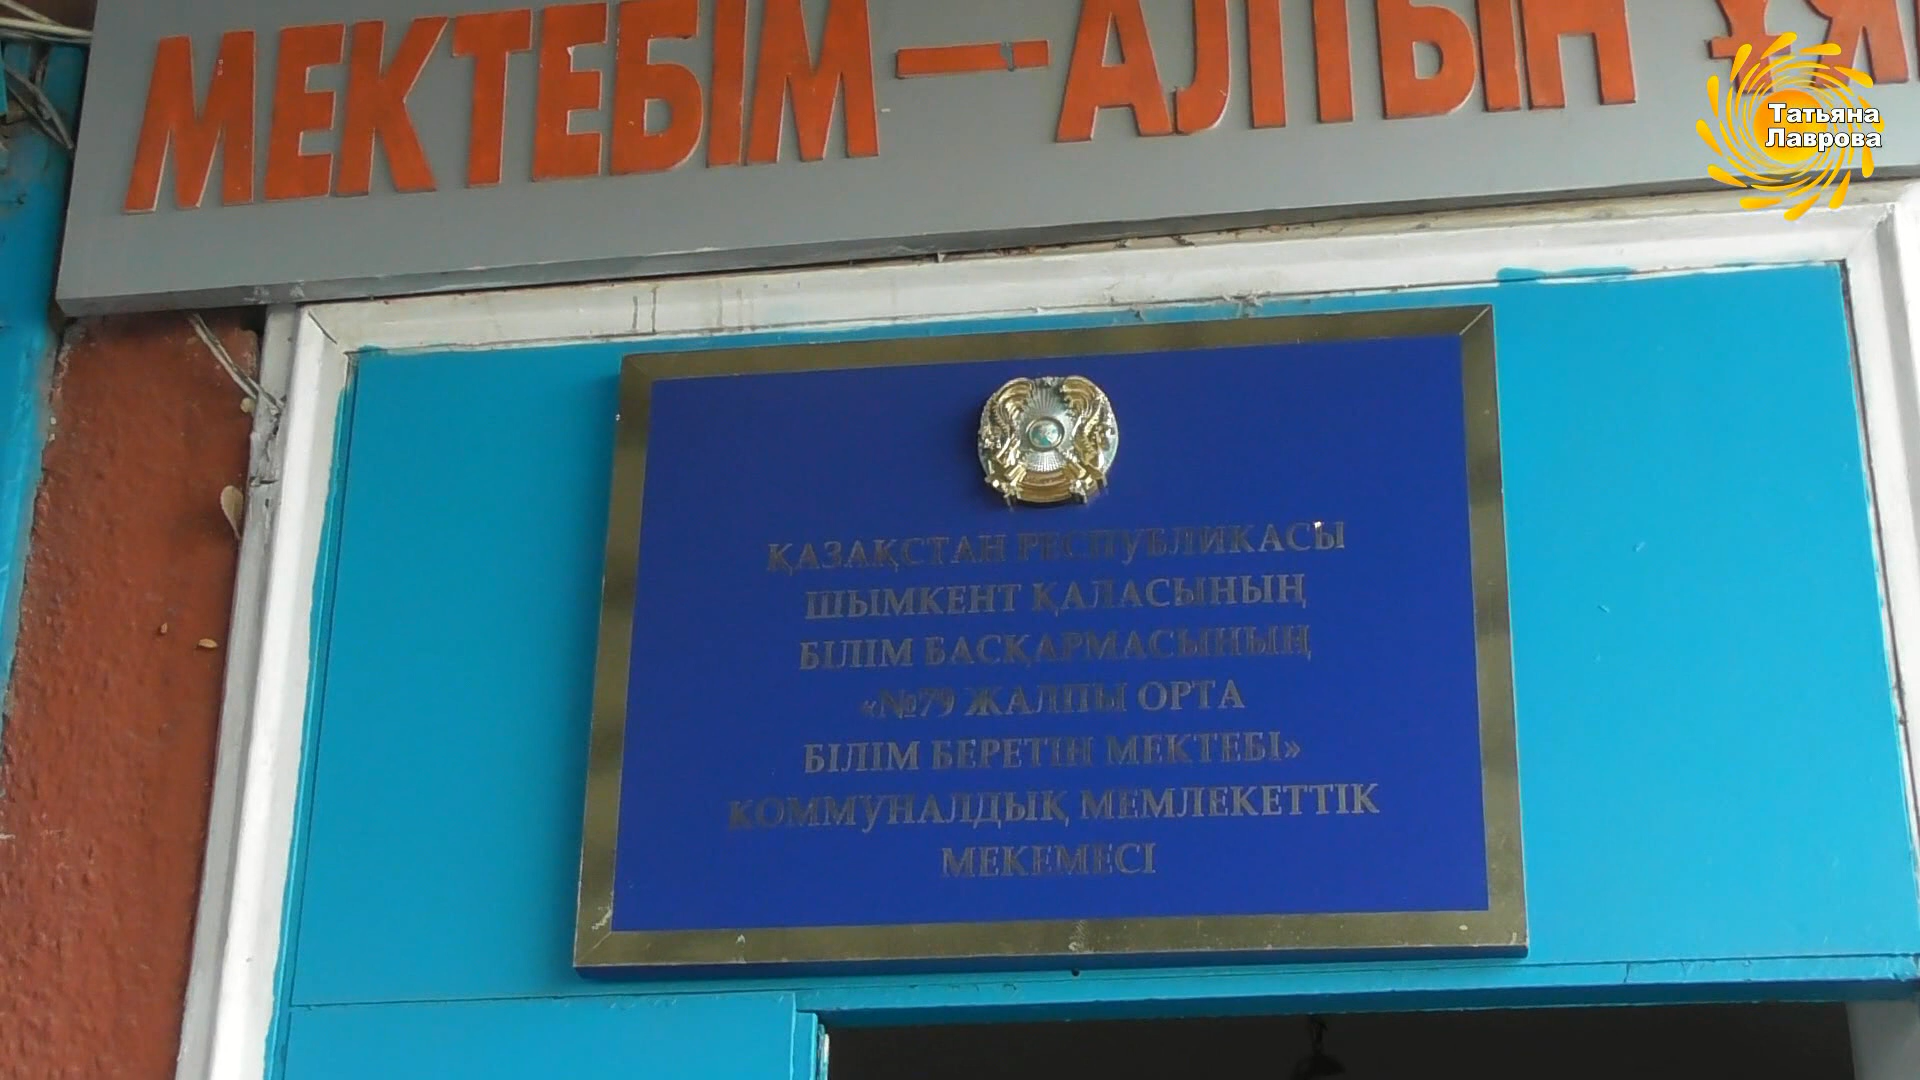 МЕКТЕБІМ — АЛТЫН ҰЯ
Татьяна
Лаврова
ҚАЗАҚСТАН РЕСПУБЛИКАСЫ
ШЫМКЕНТ ҚАЛАСЫНЫҢ
БІЛІМ БАСҚАРМАСЫНЫҢ
«№79 ЖАЛПЫ ОРТА
БІЛІМ БЕРЕТІН МЕКТЕБІ»
КОММУНАЛДЫҚ МЕМЛЕКЕТТІК
МЕКЕМЕСІ